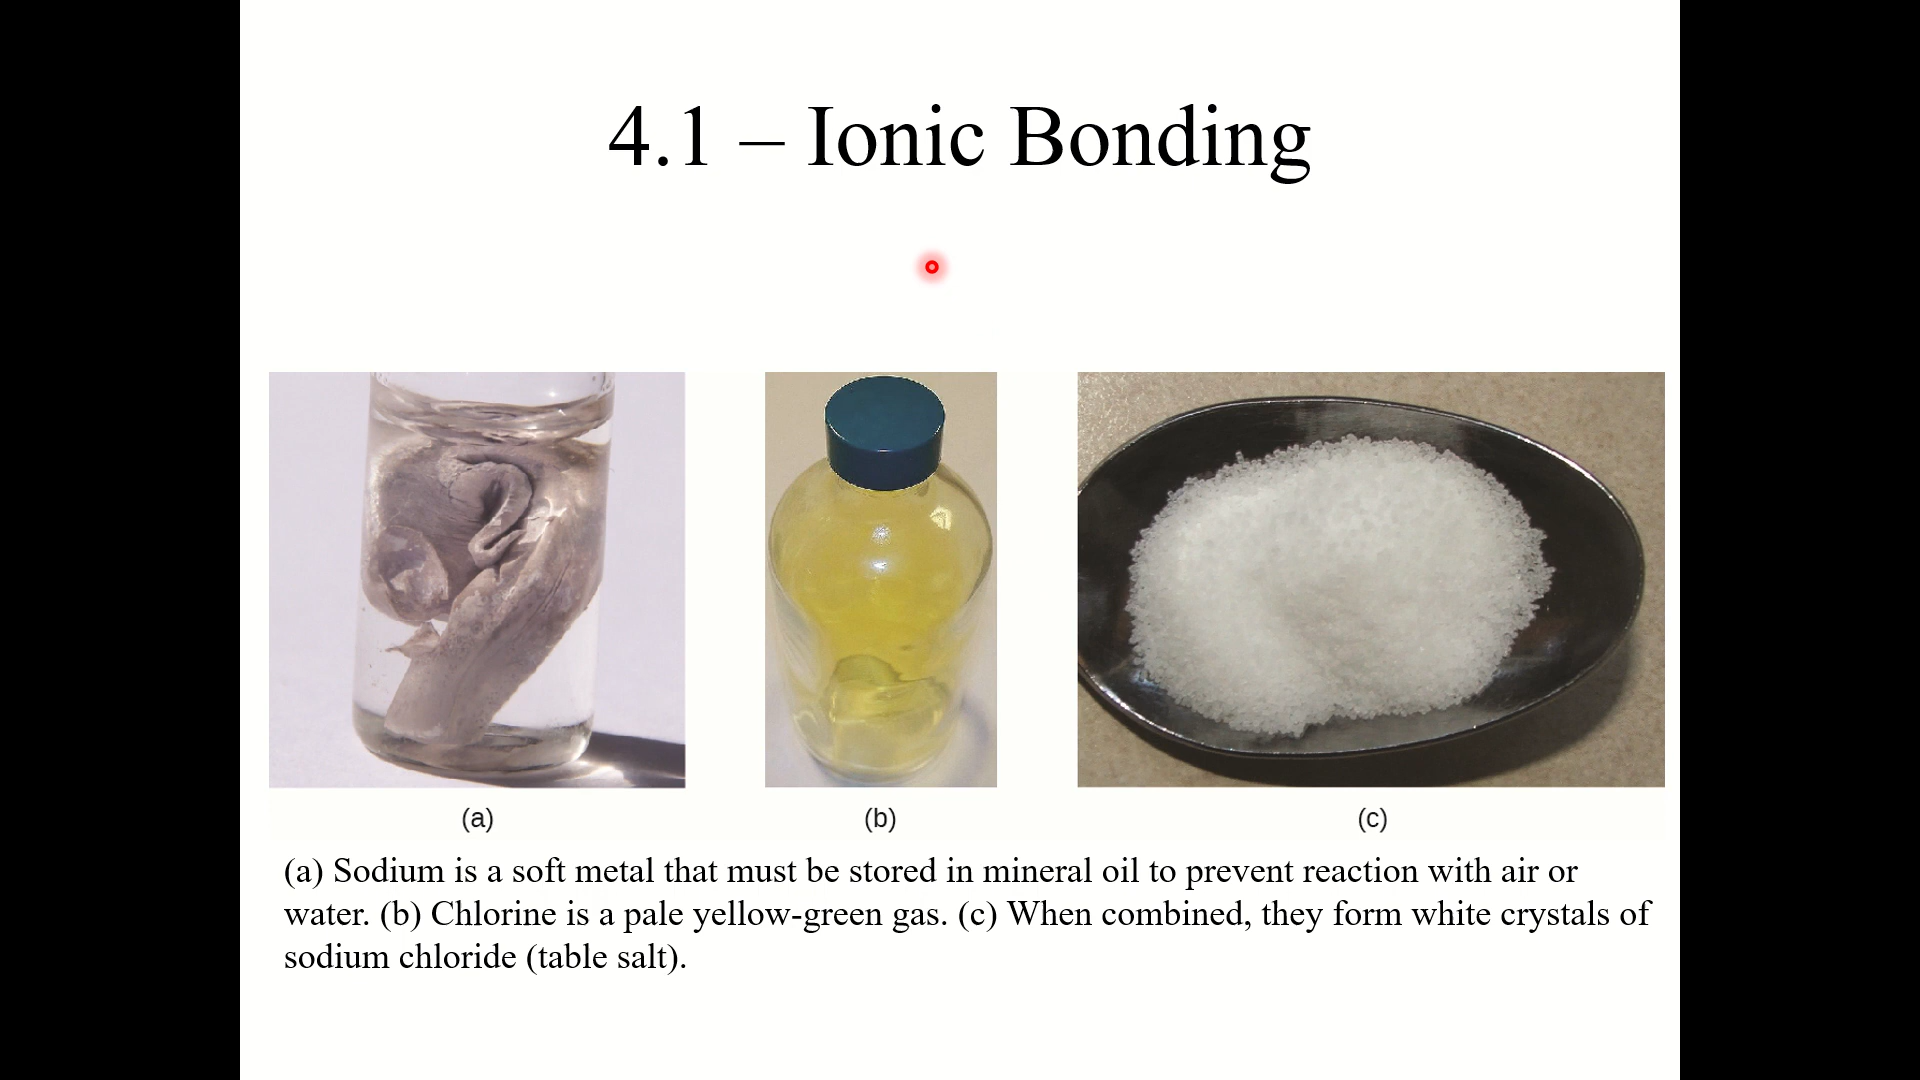 4.1 – Ionic Bonding
(a)
(b)
(c)
(a) Sodium is a soft metal that must be stored in mineral oil to prevent reaction with air or
water. (b) Chlorine is a pale yellow-green gas. (c) When combined, they form white crystals of
sodium chloride (table salt).